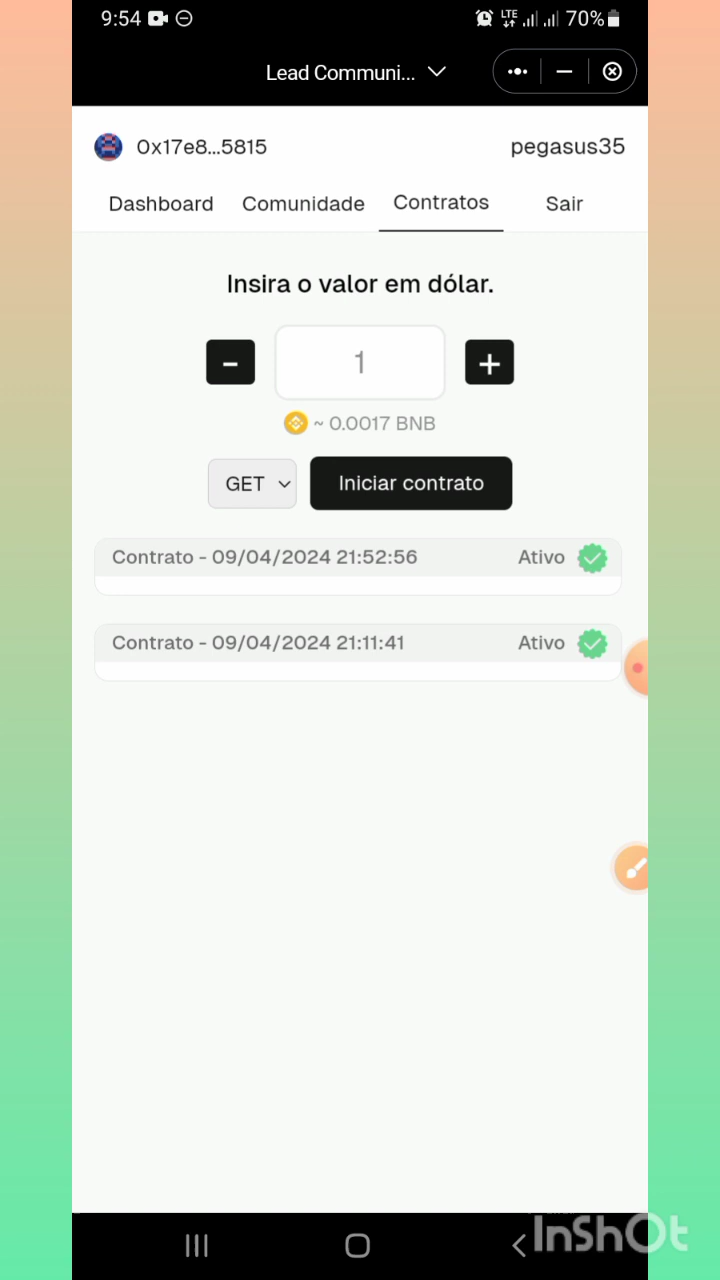 9:54 LTE 70%
Lead Communi...
0x17e8...5815 pegasus35
Dashboard Comunidade Contratos Sair
Insira o valor em dólar.
- 1 +
~ 0.0017 BNB
GET Iniciar contrato
Contrato - 09/04/2024 21:52:56 Ativo
Contrato - 09/04/2024 21:11:41 Ativo
InShOt